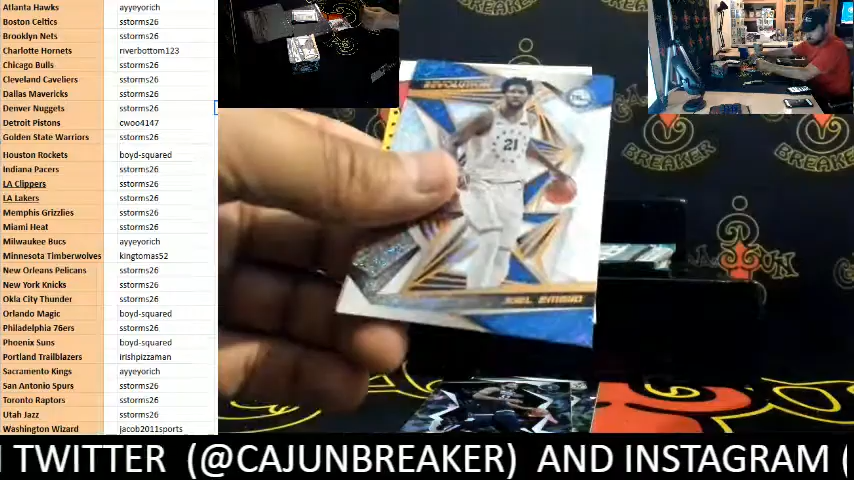 Atlanta Hawks ayyeyorich
Boston Celtics sstorms26
Brooklyn Nets sstorms26
Charlotte Hornets riverbottom123
Chicago Bulls sstorms26
Cleveland Cavaliers sstorms26
Dallas Mavericks sstorms26
Denver Nuggets sstorms26
Detroit Pistons cwoo4147
Golden State Warriors sstorms26
Houston Rockets boyd-squared
Indiana Pacers sstorms26
LA Clippers sstorms26
LA Lakers sstorms26
Memphis Grizzlies sstorms26
Miami Heat sstorms26
Milwaukee Bucs ayyeyorich
Minnesota Timberwolves kingtomas52
New Orleans Pelicans sstorms26
New York Knicks sstorms26
Okla City Thunder sstorms26
Orlando Magic boyd-squared
Philadelphia 76ers sstorms26
Phoenix Suns boyd-squared
Portland Trailblazers irishpizzaman
Sacramento Kings ayyeyorich
San Antonio Spurs sstorms26
Toronto Raptors sstorms26
Utah Jazz sstorms26
Washington Wizard jacob2011sports
REVOLUTION
21
JOEL EMBIID
BREAKER
BREAKER
TWITTER (@CAJUNBREAKER) AND INSTAGRAM (